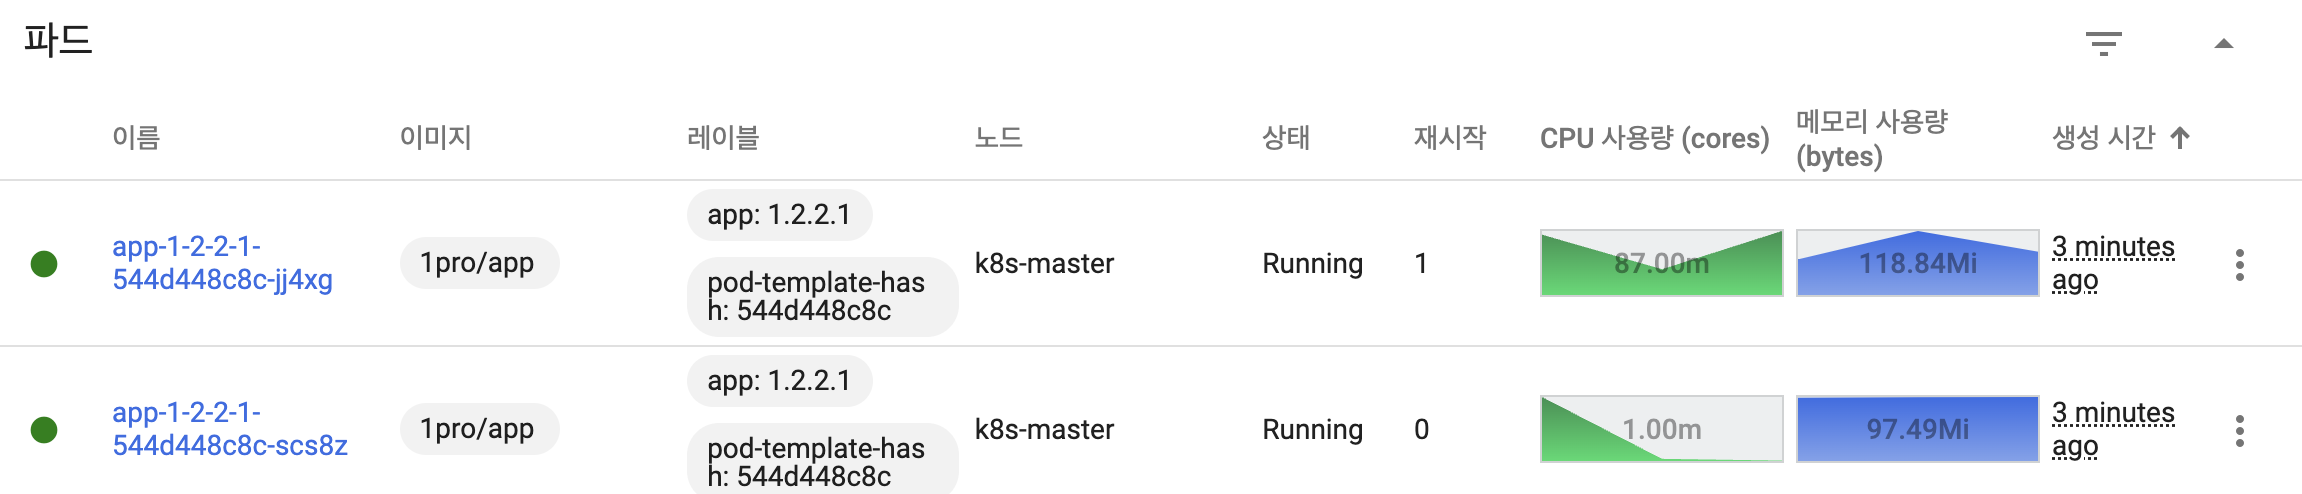 파드
이름
이미지
레이블
노드
상태
재시작
CPU 사용량 (cores)
메모리 사용량
(bytes)
생성 시간
app-1-2-2-1-
544d448c8c-jj4xg
1pro/app
app: 1.2.2.1
pod-template-has
h: 544d448c8c
k8s-master
Running
1
87.00m
118.84Mi
3 minutes
ago
app-1-2-2-1-
544d448c8c-scs8z
1pro/app
app: 1.2.2.1
pod-template-has
h: 544d448c8c
k8s-master
Running
0
1.00m
97.49Mi
3 minutes
ago